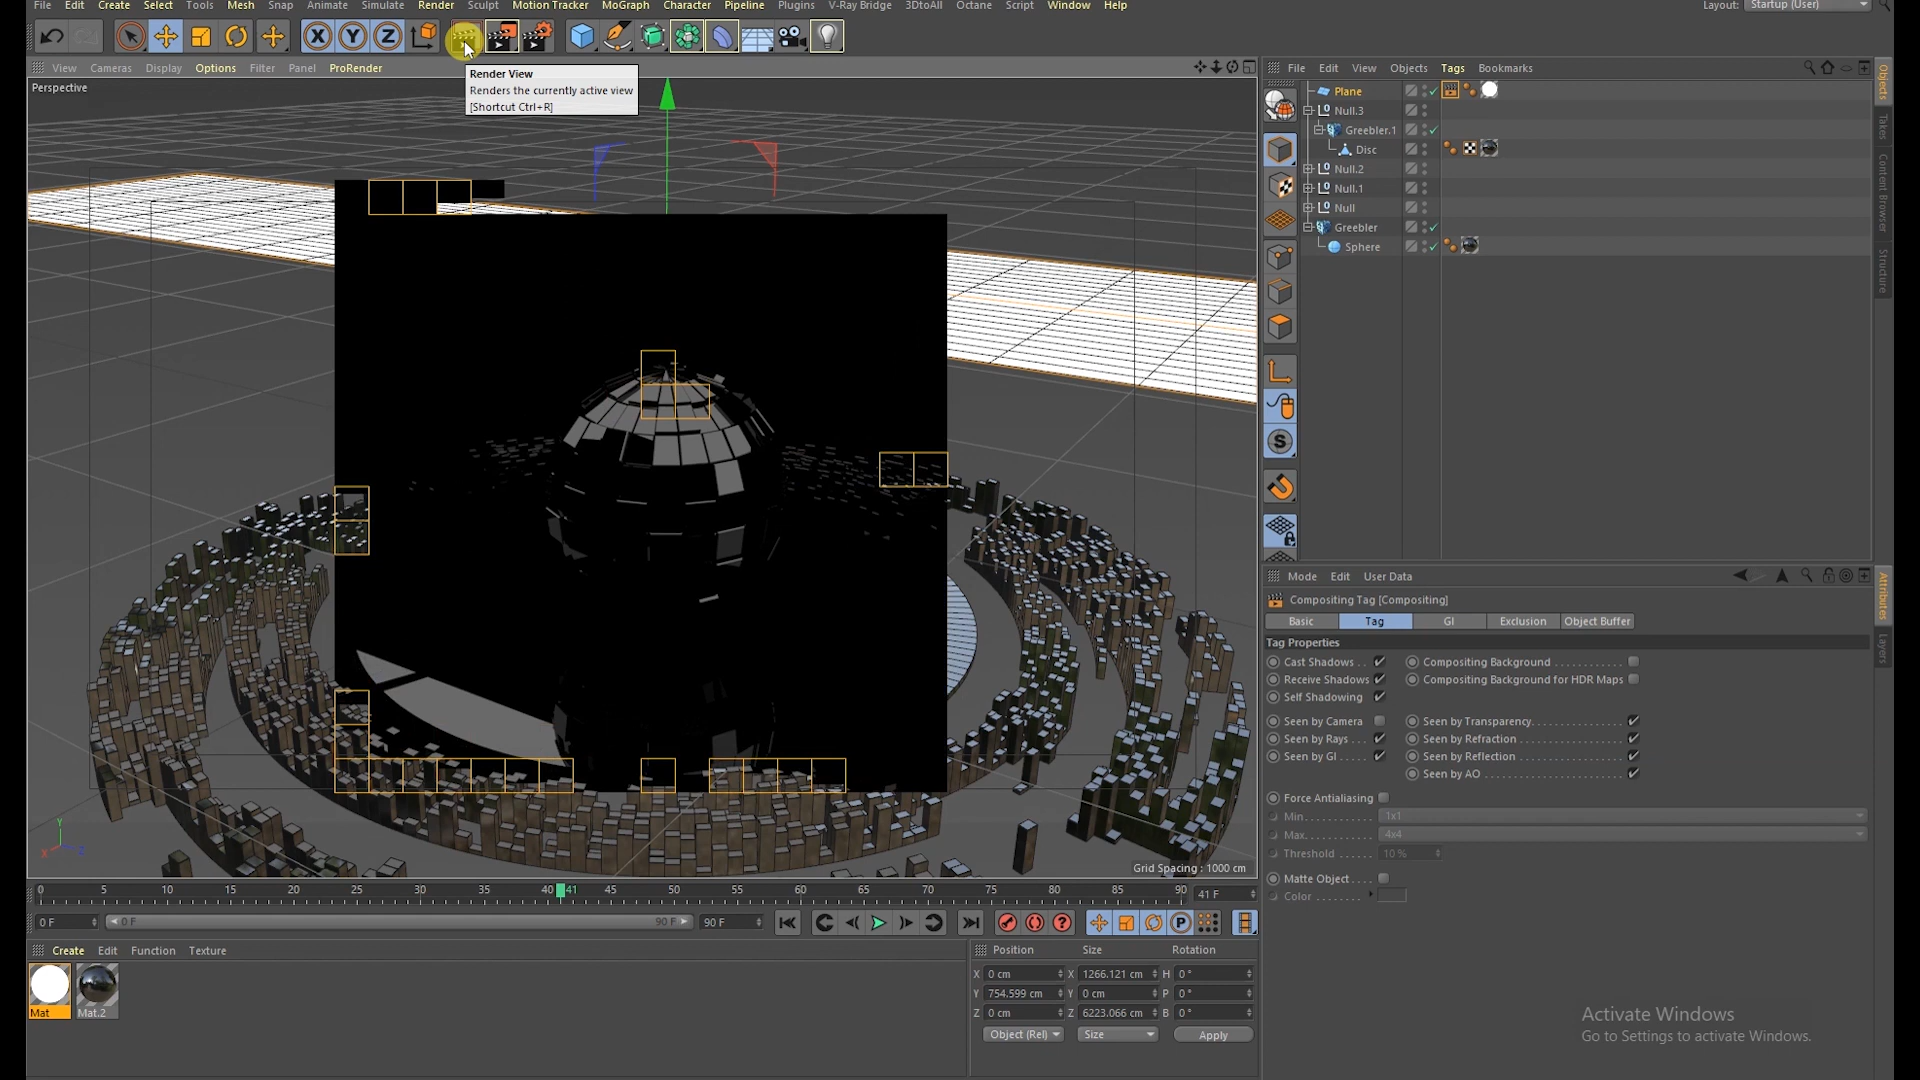 File Edit Create Select Tools Mesh Snap Animate Simulate Render Sculpt Motion Tracker MoGraph Character Pipeline Plugins V-Ray Bridge 3DtoAll Octane Script Window Help
Layout: Startup (User)
X Y Z
View Cameras Display Options Filter Panel ProRender
Perspective
Render View
Renders the currently active view
[Shortcut Ctrl+R]
Grid Spacing : 1000 cm
0 5 10 15 20 25 30 35 40 41 45 50 55 60 65 70 75 80 85 90 41 F
0 F 0 F 90 F 90 F
Create Edit Function Texture
Mat Mat.2
Position Size Rotation
X 0 cm X 1266.121 cm H 0 °
Y 754.599 cm Y 0 cm P 0 °
Z 0 cm Z 6223.066 cm B 0 °
Object (Rel) Size Apply
File Edit View Objects Tags Bookmarks
Plane
Null.3
Greebler.1
Disc
Null.2
Null.1
Null
Greebler
Sphere
Objects
Takes
Content Browser
Structure
Mode Edit User Data
Compositing Tag [Compositing]
Basic Tag GI Exclusion Object Buffer
Tag Properties
Cast Shadows . . Compositing Background . . . . . . . . . . . .
Receive Shadows Compositing Background for HDR Maps
Self Shadowing
Seen by Camera Seen by Transparency. . . . . . . . . . . . . . . .
Seen by Rays . . . Seen by Refraction . . . . . . . . . . . . . . . . . .
Seen by GI . . . . . Seen by Reflection . . . . . . . . . . . . . . . . . .
Seen by AO . . . . . . . . . . . . . . . . . . . . . . . . .
Force Antialiasing
Min. . . . . . . . . . . . 1x1
Max. . . . . . . . . . . . 4x4
Threshold . . . . . . 10 %
Matte Object . . . .
Color . . . . . . . .
Attributes
Layers
Activate Windows
Go to Settings to activate Windows.